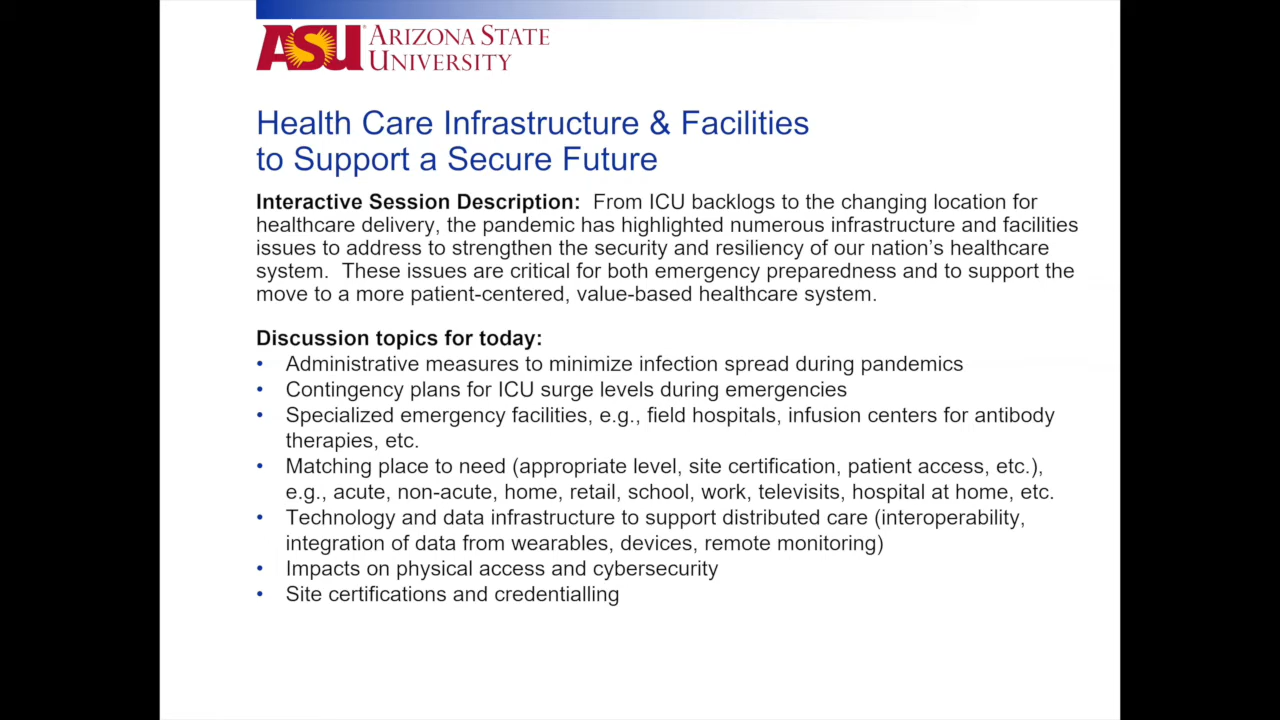 ASU ARIZONA STATE
UNIVERSITY
Health Care Infrastructure & Facilities
to Support a Secure Future
Interactive Session Description: From ICU backlogs to the changing location for
healthcare delivery, the pandemic has highlighted numerous infrastructure and facilities
issues to address to strengthen the security and resiliency of our nation's healthcare
system. These issues are critical for both emergency preparedness and to support the
move to a more patient-centered, value-based healthcare system.
Discussion topics for today:
• Administrative measures to minimize infection spread during pandemics
• Contingency plans for ICU surge levels during emergencies
• Specialized emergency facilities, e.g., field hospitals, infusion centers for antibody
therapies, etc.
• Matching place to need (appropriate level, site certification, patient access, etc.),
e.g., acute, non-acute, home, retail, school, work, televisits, hospital at home, etc.
• Technology and data infrastructure to support distributed care (interoperability,
integration of data from wearables, devices, remote monitoring)
• Impacts on physical access and cybersecurity
• Site certifications and credentialling